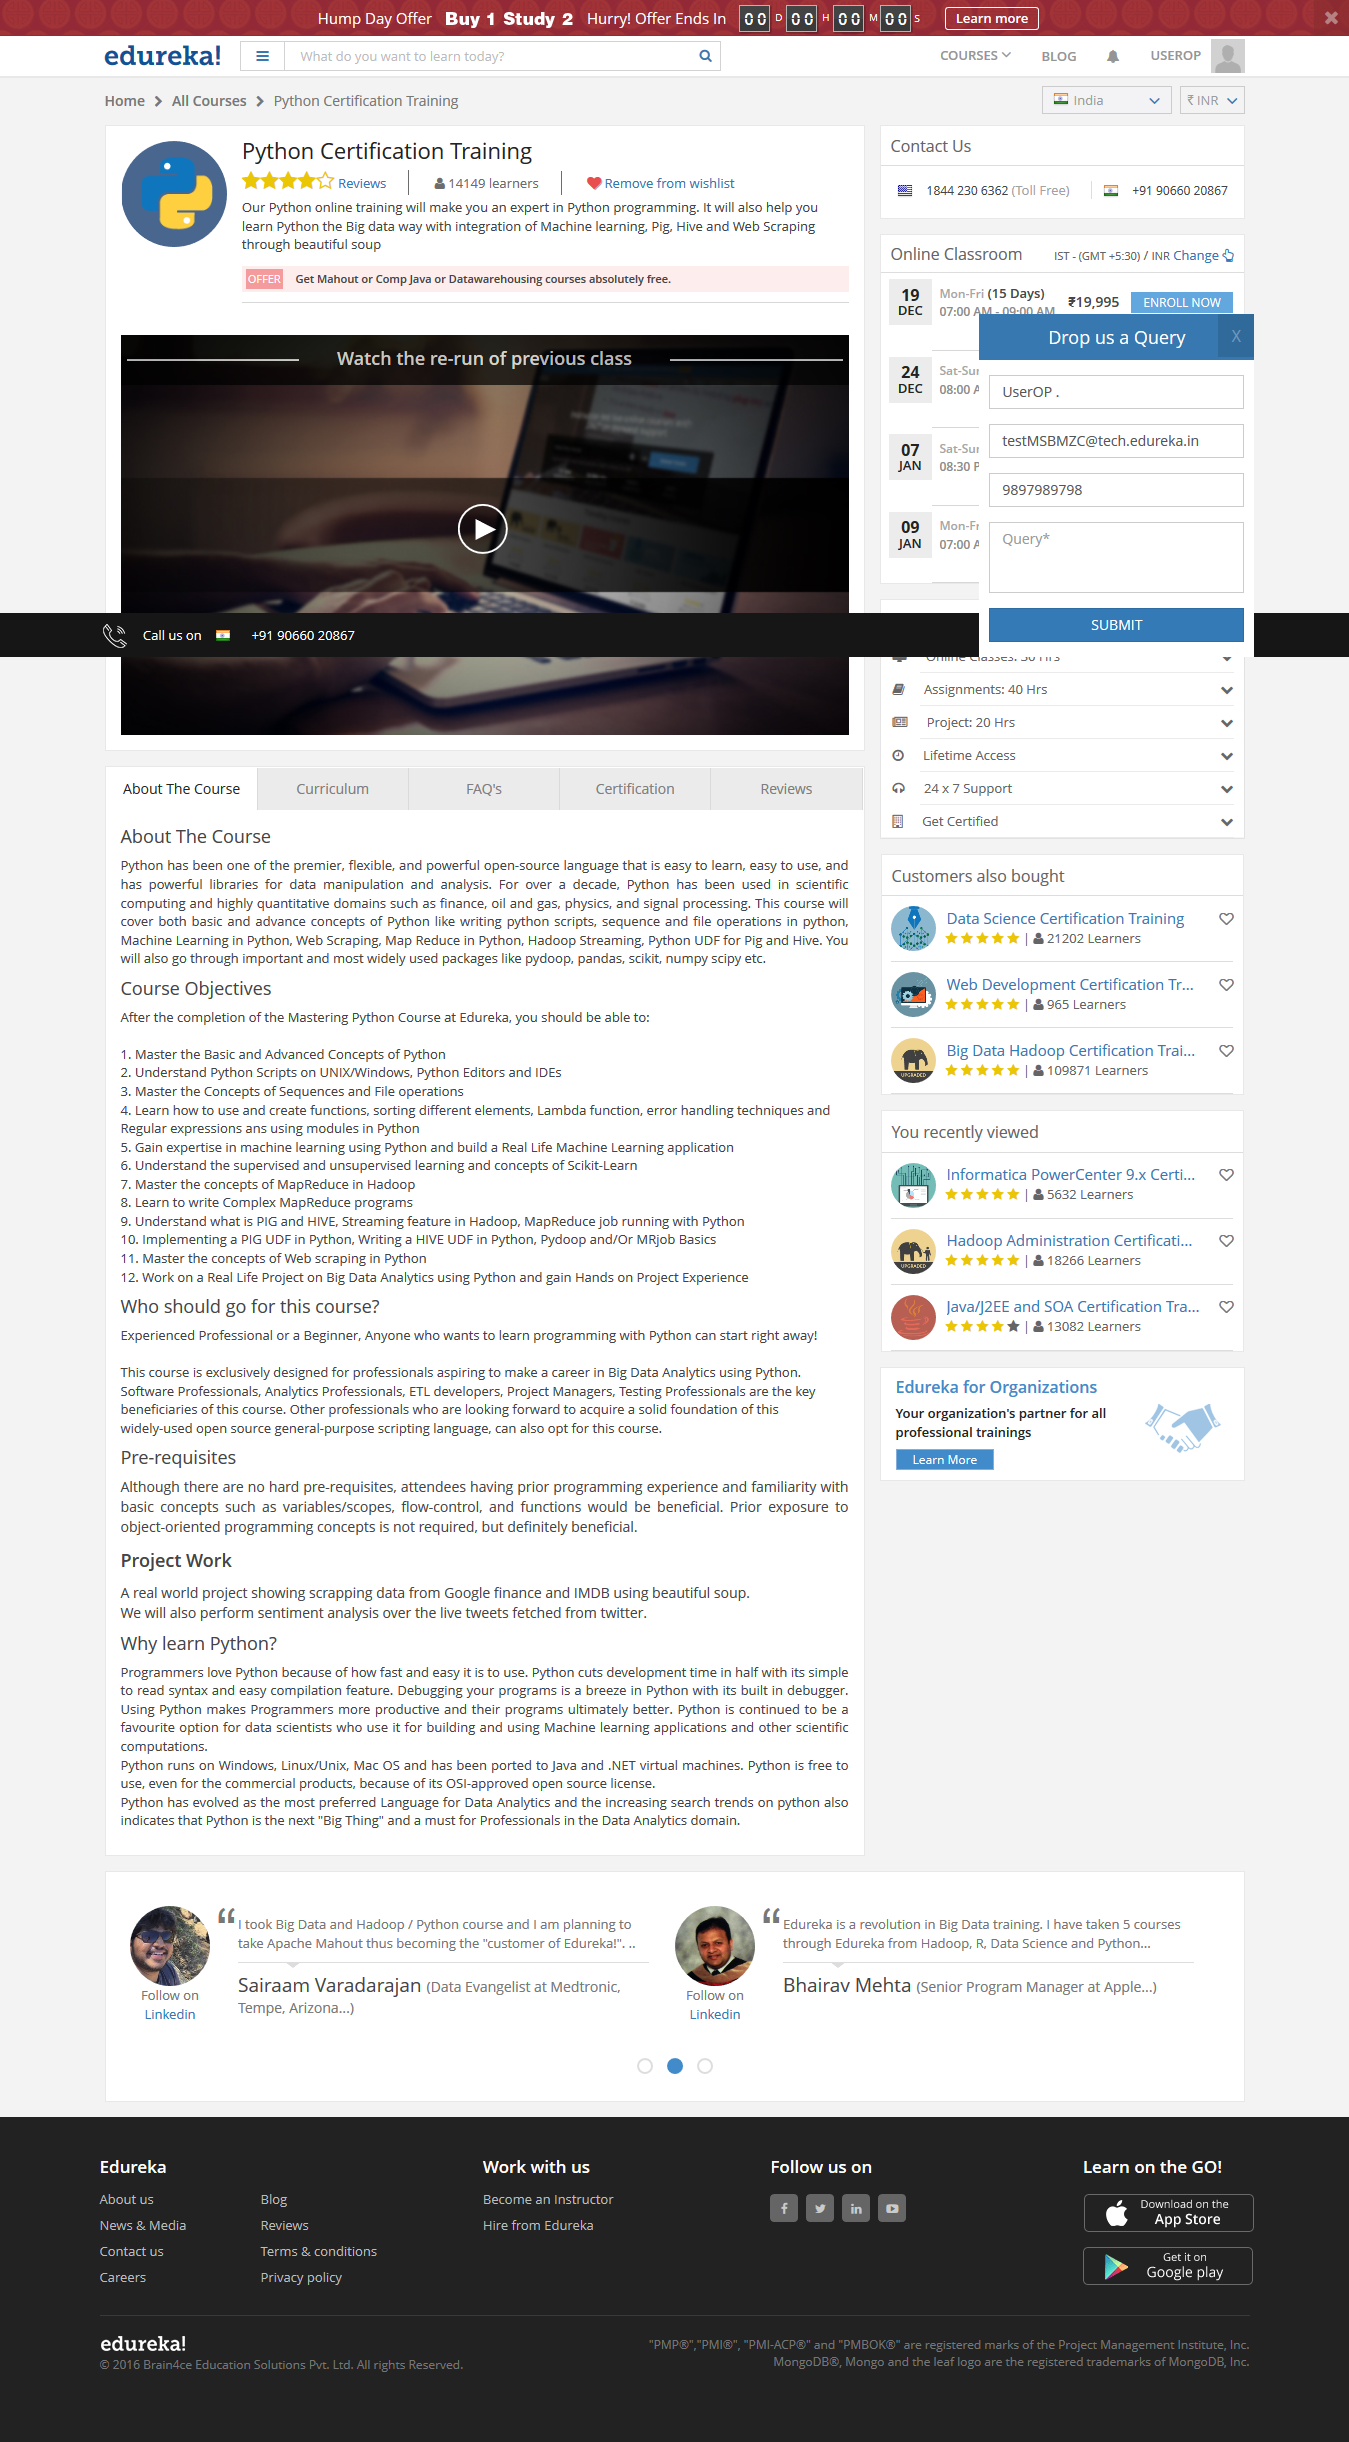 Hump Day Offer Buy 1 Study 2 Hurry! Offer Ends In 00 D 00 H 00 M 00 S Learn more
edureka! What do you want to learn today? COURSES BLOG USEROP
Home All Courses Python Certification Training India ₹ INR
Python Certification Training
Reviews 14149 learners Remove from wishlist
Our Python online training will make you an expert in Python programming. It will also help you
learn Python the Big data way with integration of Machine learning, Pig, Hive and Web Scraping
through beautiful soup
OFFER Get Mahout or Comp Java or Datawarehousing courses absolutely free.
Watch the re-run of previous class
Contact Us
1844 230 6362 (Toll Free) +91 90660 20867
Online Classroom IST - (GMT +5:30) / INR Change
19 DEC Mon-Fri (15 Days) 07:00 AM - 09:00 AM ₹19,995 ENROLL NOW
24 DEC Sat-Sun 08:00 A
07 JAN Sat-Sun 08:30 P
09 JAN Mon-Fr 07:00 A
Drop us a Query X
UserOP .
testMSBMZC@tech.edureka.in
9897989798
Query*
SUBMIT
Call us on +91 90660 20867
Online Classes: 30 Hrs
Assignments: 40 Hrs
Project: 20 Hrs
Lifetime Access
24 x 7 Support
Get Certified
About The Course Curriculum FAQ's Certification Reviews
About The Course
Python has been one of the premier, flexible, and powerful open-source language that is easy to learn, easy to use, and
has powerful libraries for data manipulation and analysis. For over a decade, Python has been used in scientific
computing and highly quantitative domains such as finance, oil and gas, physics, and signal processing. This course will
cover both basic and advance concepts of Python like writing python scripts, sequence and file operations in python,
Machine Learning in Python, Web Scraping, Map Reduce in Python, Hadoop Streaming, Python UDF for Pig and Hive. You
will also go through important and most widely used packages like pydoop, pandas, scikit, numpy scipy etc.
Course Objectives
After the completion of the Mastering Python Course at Edureka, you should be able to:
1. Master the Basic and Advanced Concepts of Python
2. Understand Python Scripts on UNIX/Windows, Python Editors and IDEs
3. Master the Concepts of Sequences and File operations
4. Learn how to use and create functions, sorting different elements, Lambda function, error handling techniques and
Regular expressions ans using modules in Python
5. Gain expertise in machine learning using Python and build a Real Life Machine Learning application
6. Understand the supervised and unsupervised learning and concepts of Scikit-Learn
7. Master the concepts of MapReduce in Hadoop
8. Learn to write Complex MapReduce programs
9. Understand what is PIG and HIVE, Streaming feature in Hadoop, MapReduce job running with Python
10. Implementing a PIG UDF in Python, Writing a HIVE UDF in Python, Pydoop and/Or MRjob Basics
11. Master the concepts of Web scraping in Python
12. Work on a Real Life Project on Big Data Analytics using Python and gain Hands on Project Experience
Who should go for this course?
Experienced Professional or a Beginner, Anyone who wants to learn programming with Python can start right away!
This course is exclusively designed for professionals aspiring to make a career in Big Data Analytics using Python.
Software Professionals, Analytics Professionals, ETL developers, Project Managers, Testing Professionals are the key
beneficiaries of this course. Other professionals who are looking forward to acquire a solid foundation of this
widely-used open source general-purpose scripting language, can also opt for this course.
Pre-requisites
Although there are no hard pre-requisites, attendees having prior programming experience and familiarity with
basic concepts such as variables/scopes, flow-control, and functions would be beneficial. Prior exposure to
object-oriented programming concepts is not required, but definitely beneficial.
Project Work
A real world project showing scrapping data from Google finance and IMDB using beautiful soup.
We will also perform sentiment analysis over the live tweets fetched from twitter.
Why learn Python?
Programmers love Python because of how fast and easy it is to use. Python cuts development time in half with its simple
to read syntax and easy compilation feature. Debugging your programs is a breeze in Python with its built in debugger.
Using Python makes Programmers more productive and their programs ultimately better. Python is continued to be a
favourite option for data scientists who use it for building and using Machine learning applications and other scientific
computations.
Python runs on Windows, Linux/Unix, Mac OS and has been ported to Java and .NET virtual machines. Python is free to
use, even for the commercial products, because of its OSI-approved open source license.
Python has evolved as the most preferred Language for Data Analytics and the increasing search trends on python also
indicates that Python is the next "Big Thing" and a must for Professionals in the Data Analytics domain.
Customers also bought
Data Science Certification Training
| 21202 Learners
Web Development Certification Tr...
| 965 Learners
UPGRADED
Big Data Hadoop Certification Trai...
| 109871 Learners
You recently viewed
Informatica PowerCenter 9.x Certi...
| 5632 Learners
UPGRADED
Hadoop Administration Certificati...
| 18266 Learners
Java/J2EE and SOA Certification Tra...
| 13082 Learners
Edureka for Organizations
Your organization's partner for all
professional trainings
Learn More
“ I took Big Data and Hadoop / Python course and I am planning to
take Apache Mahout thus becoming the "customer of Edureka!". ..
Sairaam Varadarajan (Data Evangelist at Medtronic,
Tempe, Arizona...)
Follow on
Linkedin
“ Edureka is a revolution in Big Data training. I have taken 5 courses
through Edureka from Hadoop, R, Data Science and Python...
Bhairav Mehta (Senior Program Manager at Apple...)
Follow on
Linkedin
Edureka Work with us Follow us on Learn on the GO!
About us Blog Become an Instructor Download on the App Store
News & Media Reviews Hire from Edureka
Contact us Terms & conditions Get it on Google play
Careers Privacy policy
edureka!
© 2016 Brain4ce Education Solutions Pvt. Ltd. All rights Reserved.
"PMP®","PMI®", "PMI-ACP®" and "PMBOK®" are registered marks of the Project Management Institute, Inc.
MongoDB®, Mongo and the leaf logo are the registered trademarks of MongoDB, Inc.